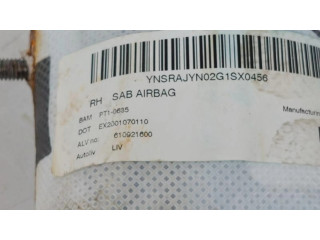 YNSRAJYN02G1SX0456
RH SAB AIRBAG
BAM PT1-0695
DOT EX2001070110
ALV no: 610921600
Autoliv LIV
Manufactur